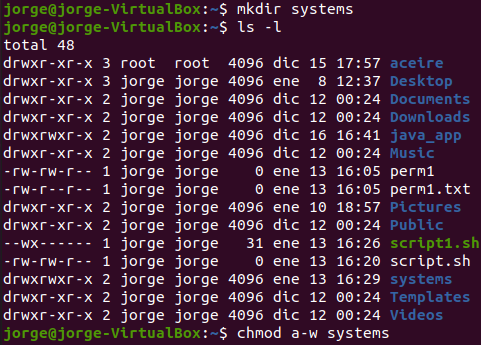 jorge@jorge-VirtualBox:~$ mkdir systems
jorge@jorge-VirtualBox:~$ ls -l
total 48
drwxr-xr-x 3 root  root  4096 dic 15 17:57 aceire
drwxr-xr-x 3 jorge jorge 4096 ene  8 12:37 Desktop
drwxr-xr-x 2 jorge jorge 4096 dic 12 00:24 Documents
drwxr-xr-x 2 jorge jorge 4096 dic 12 00:24 Downloads
drwxrwxr-x 2 jorge jorge 4096 dic 16 16:41 java_app
drwxr-xr-x 2 jorge jorge 4096 dic 12 00:24 Music
-rw-rw-r-- 1 jorge jorge    0 ene 13 16:05 perm1
-rw-r--r-- 1 jorge jorge    0 ene 13 16:05 perm1.txt
drwxr-xr-x 2 jorge jorge 4096 ene 10 18:57 Pictures
drwxr-xr-x 2 jorge jorge 4096 dic 12 00:24 Public
--wx------ 1 jorge jorge   31 ene 13 16:26 script1.sh
-rw-rw-r-- 1 jorge jorge    0 ene 13 16:20 script.sh
drwxrwxr-x 2 jorge jorge 4096 ene 13 16:29 systems
drwxr-xr-x 2 jorge jorge 4096 dic 12 00:24 Templates
drwxr-xr-x 2 jorge jorge 4096 dic 12 00:24 Videos
jorge@jorge-VirtualBox:~$ chmod a-w systems